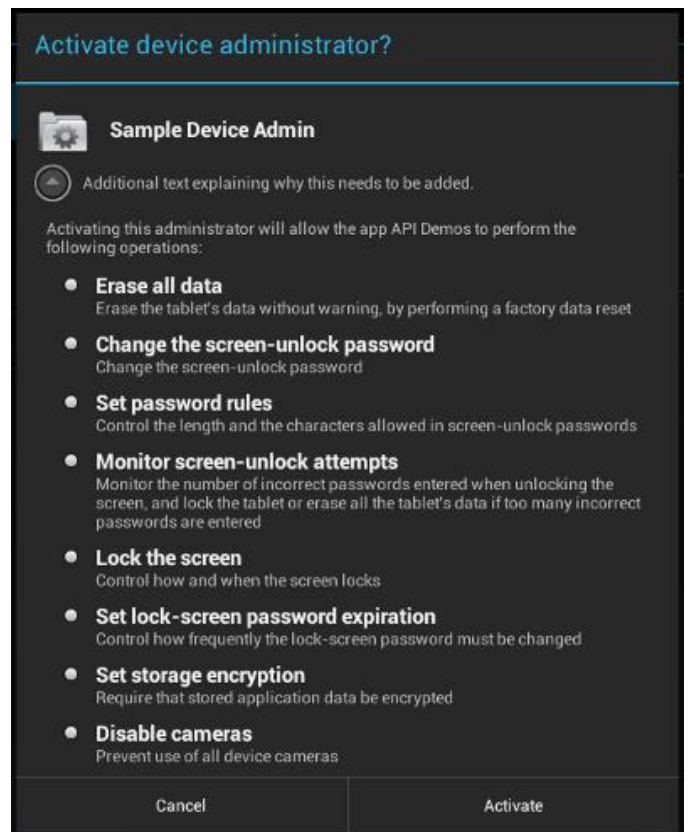 Activate device administrator?
Sample Device Admin
Additional text explaining why this needs to be added.
Activating this administrator will allow the app API Demos to perform the
following operations:
Erase all data
Erase the tablet's data without warning, by performing a factory data reset
Change the screen-unlock password
Change the screen-unlock password
Set password rules
Control the length and the characters allowed in screen-unlock passwords
Monitor screen-unlock attempts
Monitor the number of incorrect passwords entered when unlocking the
screen, and lock the tablet or erase all the tablet's data if too many incorrect
passwords are entered
Lock the screen
Control how and when the screen locks
Set lock-screen password expiration
Control how frequently the lock-screen password must be changed
Set storage encryption
Require that stored application data be encrypted
Disable cameras
Prevent use of all device cameras
Cancel
Activate